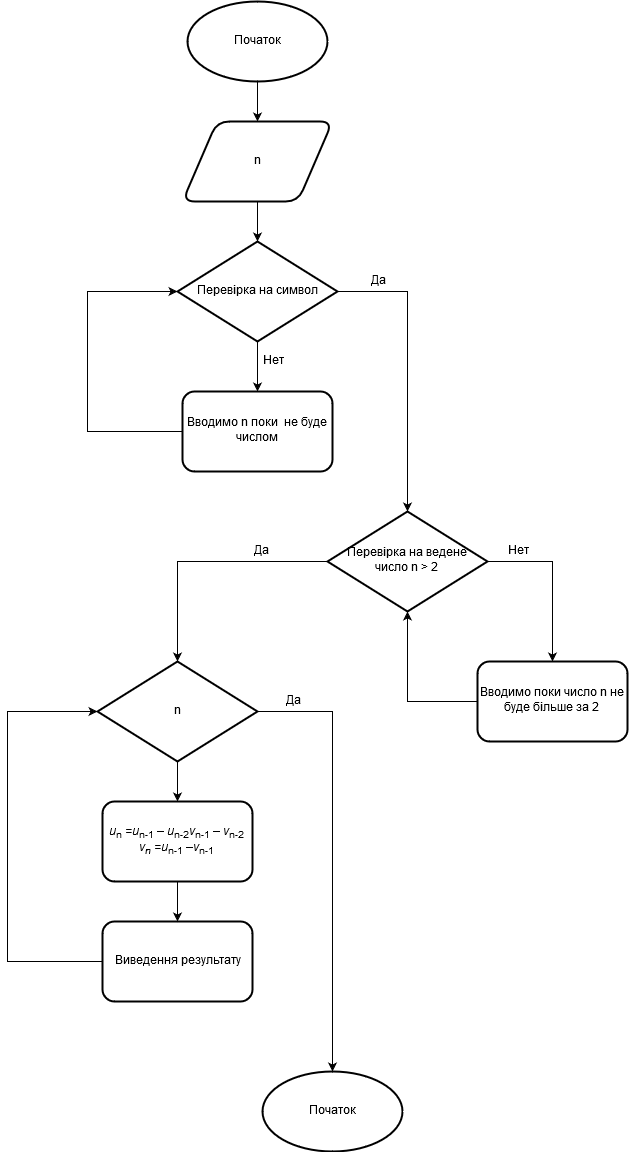 Початок
n
Перевірка на символ
Да
Нет
Вводимо n поки не буде
числом
Перевірка на ведене
число n > 2
Да
Нет
Вводимо поки число n не
буде більше за 2
n
Да
uₙ =uₙ₋₁ – uₙ₋₂vₙ₋₁ – vₙ₋₂
vₙ =uₙ₋₁ –vₙ₋₁
Виведення результату
Початок